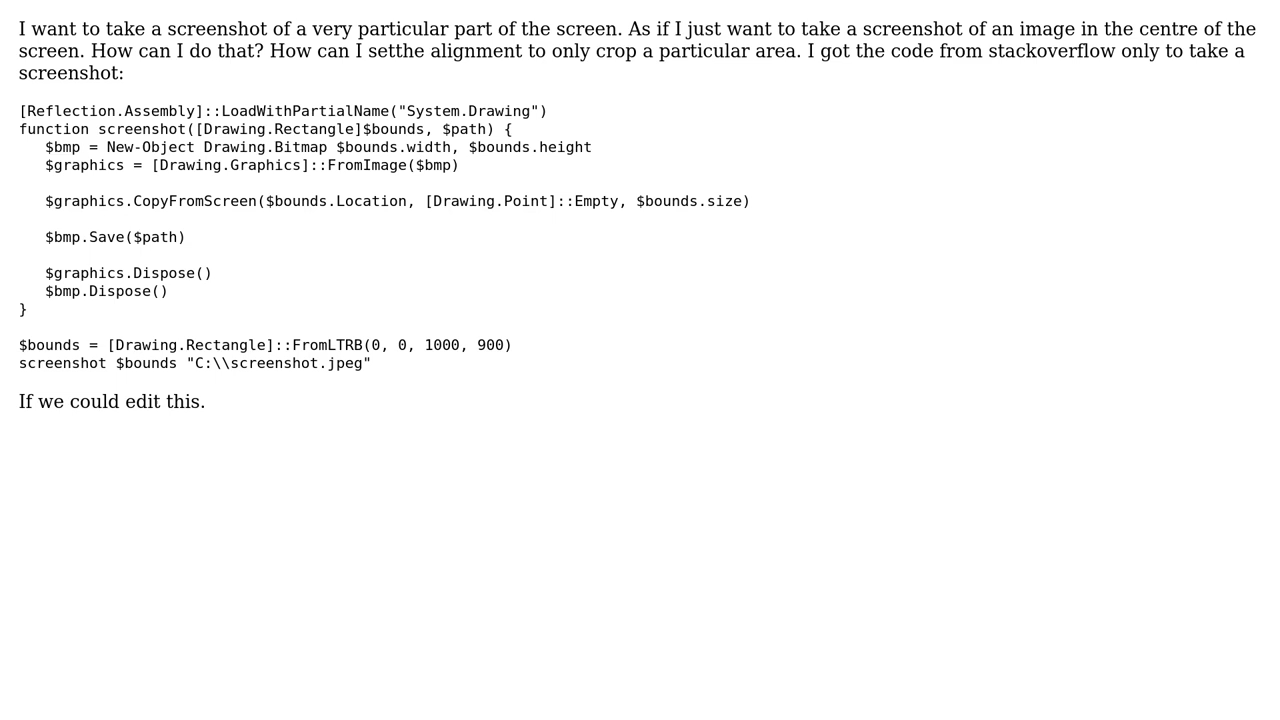 I want to take a screenshot of a very particular part of the screen. As if I just want to take a screenshot of an image in the centre of the
screen. How can I do that? How can I setthe alignment to only crop a particular area. I got the code from stackoverflow only to take a
screenshot:
[Reflection.Assembly]::LoadWithPartialName("System.Drawing")
function screenshot([Drawing.Rectangle]$bounds, $path) {
   $bmp = New-Object Drawing.Bitmap $bounds.width, $bounds.height
   $graphics = [Drawing.Graphics]::FromImage($bmp)

   $graphics.CopyFromScreen($bounds.Location, [Drawing.Point]::Empty, $bounds.size)

   $bmp.Save($path)

   $graphics.Dispose()
   $bmp.Dispose()
}

$bounds = [Drawing.Rectangle]::FromLTRB(0, 0, 1000, 900)
screenshot $bounds "C:\\screenshot.jpeg"
If we could edit this.